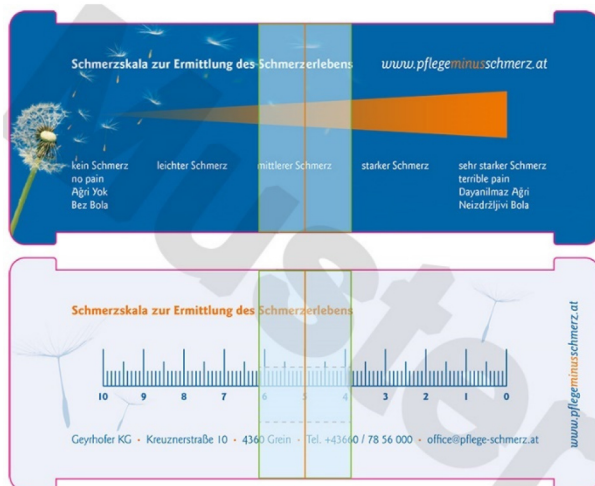 Schmerzskala zur Ermittlung des Schmerzerlebens
www.pflegeminusschmerz.at
kein Schmerz leichter Schmerz mittlerer Schmerz starker Schmerz sehr starker Schmerz
no pain terrible pain
Ağri Yok Dayanilmaz Ağri
Bez Bola Neizdržljivi Bola
Schmerzskala zur Ermittlung des Schmerzerlebens
10 9 8 7 6 5 4 3 2 1 0
Geyrhofer KG • Kreuznerstraße 10 • 4360 Grein • Tel. +43660 / 78 56 000 • office@pflege-schmerz.at
www.pflegeminusschmerz.at
Muster